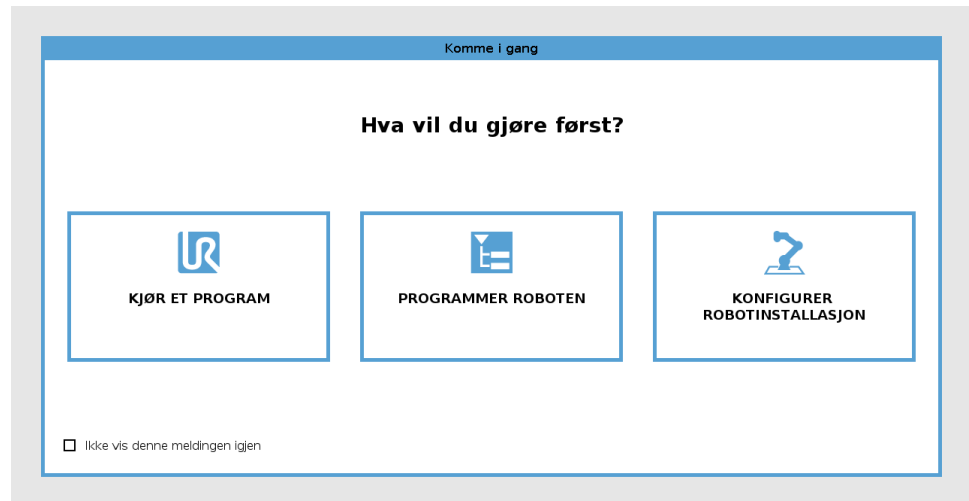 Komme i gang
Hva vil du gjøre først?
KJØR ET PROGRAM
PROGRAMMER ROBOTEN
KONFIGURER
ROBOTINSTALLASJON
Ikke vis denne meldingen igjen